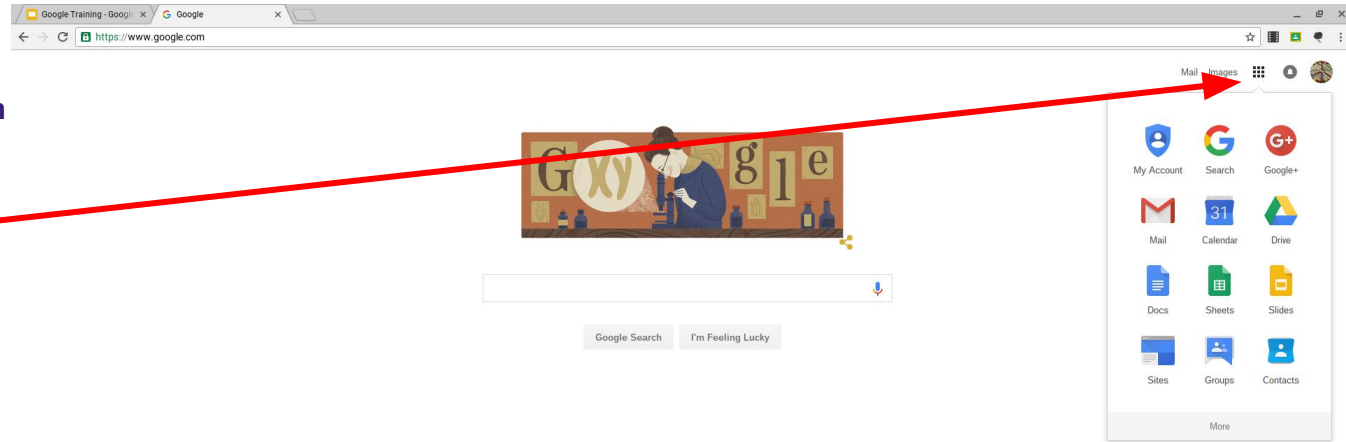 Google Training - Googl
Google
https://www.google.com
Mail Images
n
G xy g l e
G
G+
My Account Search Google+
31
Mail Calendar Drive
Docs Sheets Slides
Google Search I'm Feeling Lucky
Sites Groups Contacts
More